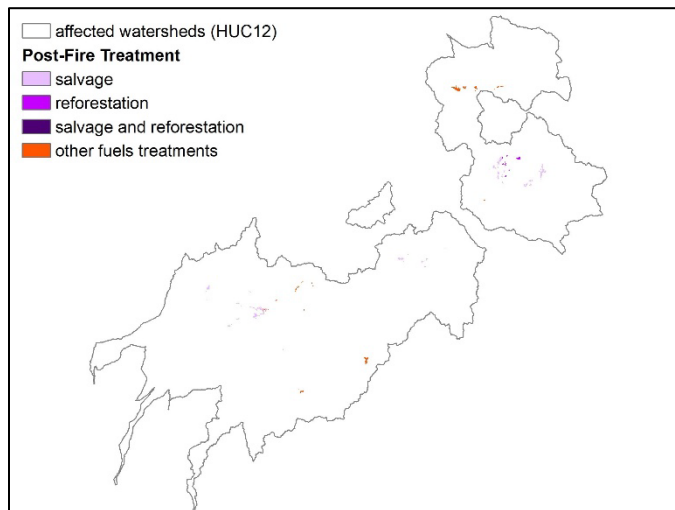 affected watersheds (HUC12)
Post-Fire Treatment
salvage
reforestation
salvage and reforestation
other fuels treatments